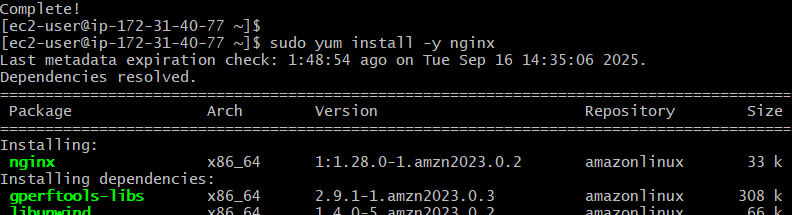 Complete!
[ec2-user@ip-172-31-40-77 ~]$
[ec2-user@ip-172-31-40-77 ~]$ sudo yum install -y nginx
Last metadata expiration check: 1:48:54 ago on Tue Sep 16 14:35:06 2025.
Dependencies resolved.
================================================================================
Package Arch Version Repository Size
================================================================================
Installing:
nginx x86_64 1:1.28.0-1.amzn2023.0.2 amazonlinux 33 k
Installing dependencies:
gperftools-libs x86_64 2.9.1-1.amzn2023.0.3 amazonlinux 308 k
libunwind x86_64 1.4.0-5.amzn2023.0.2 amazonlinux 66 k